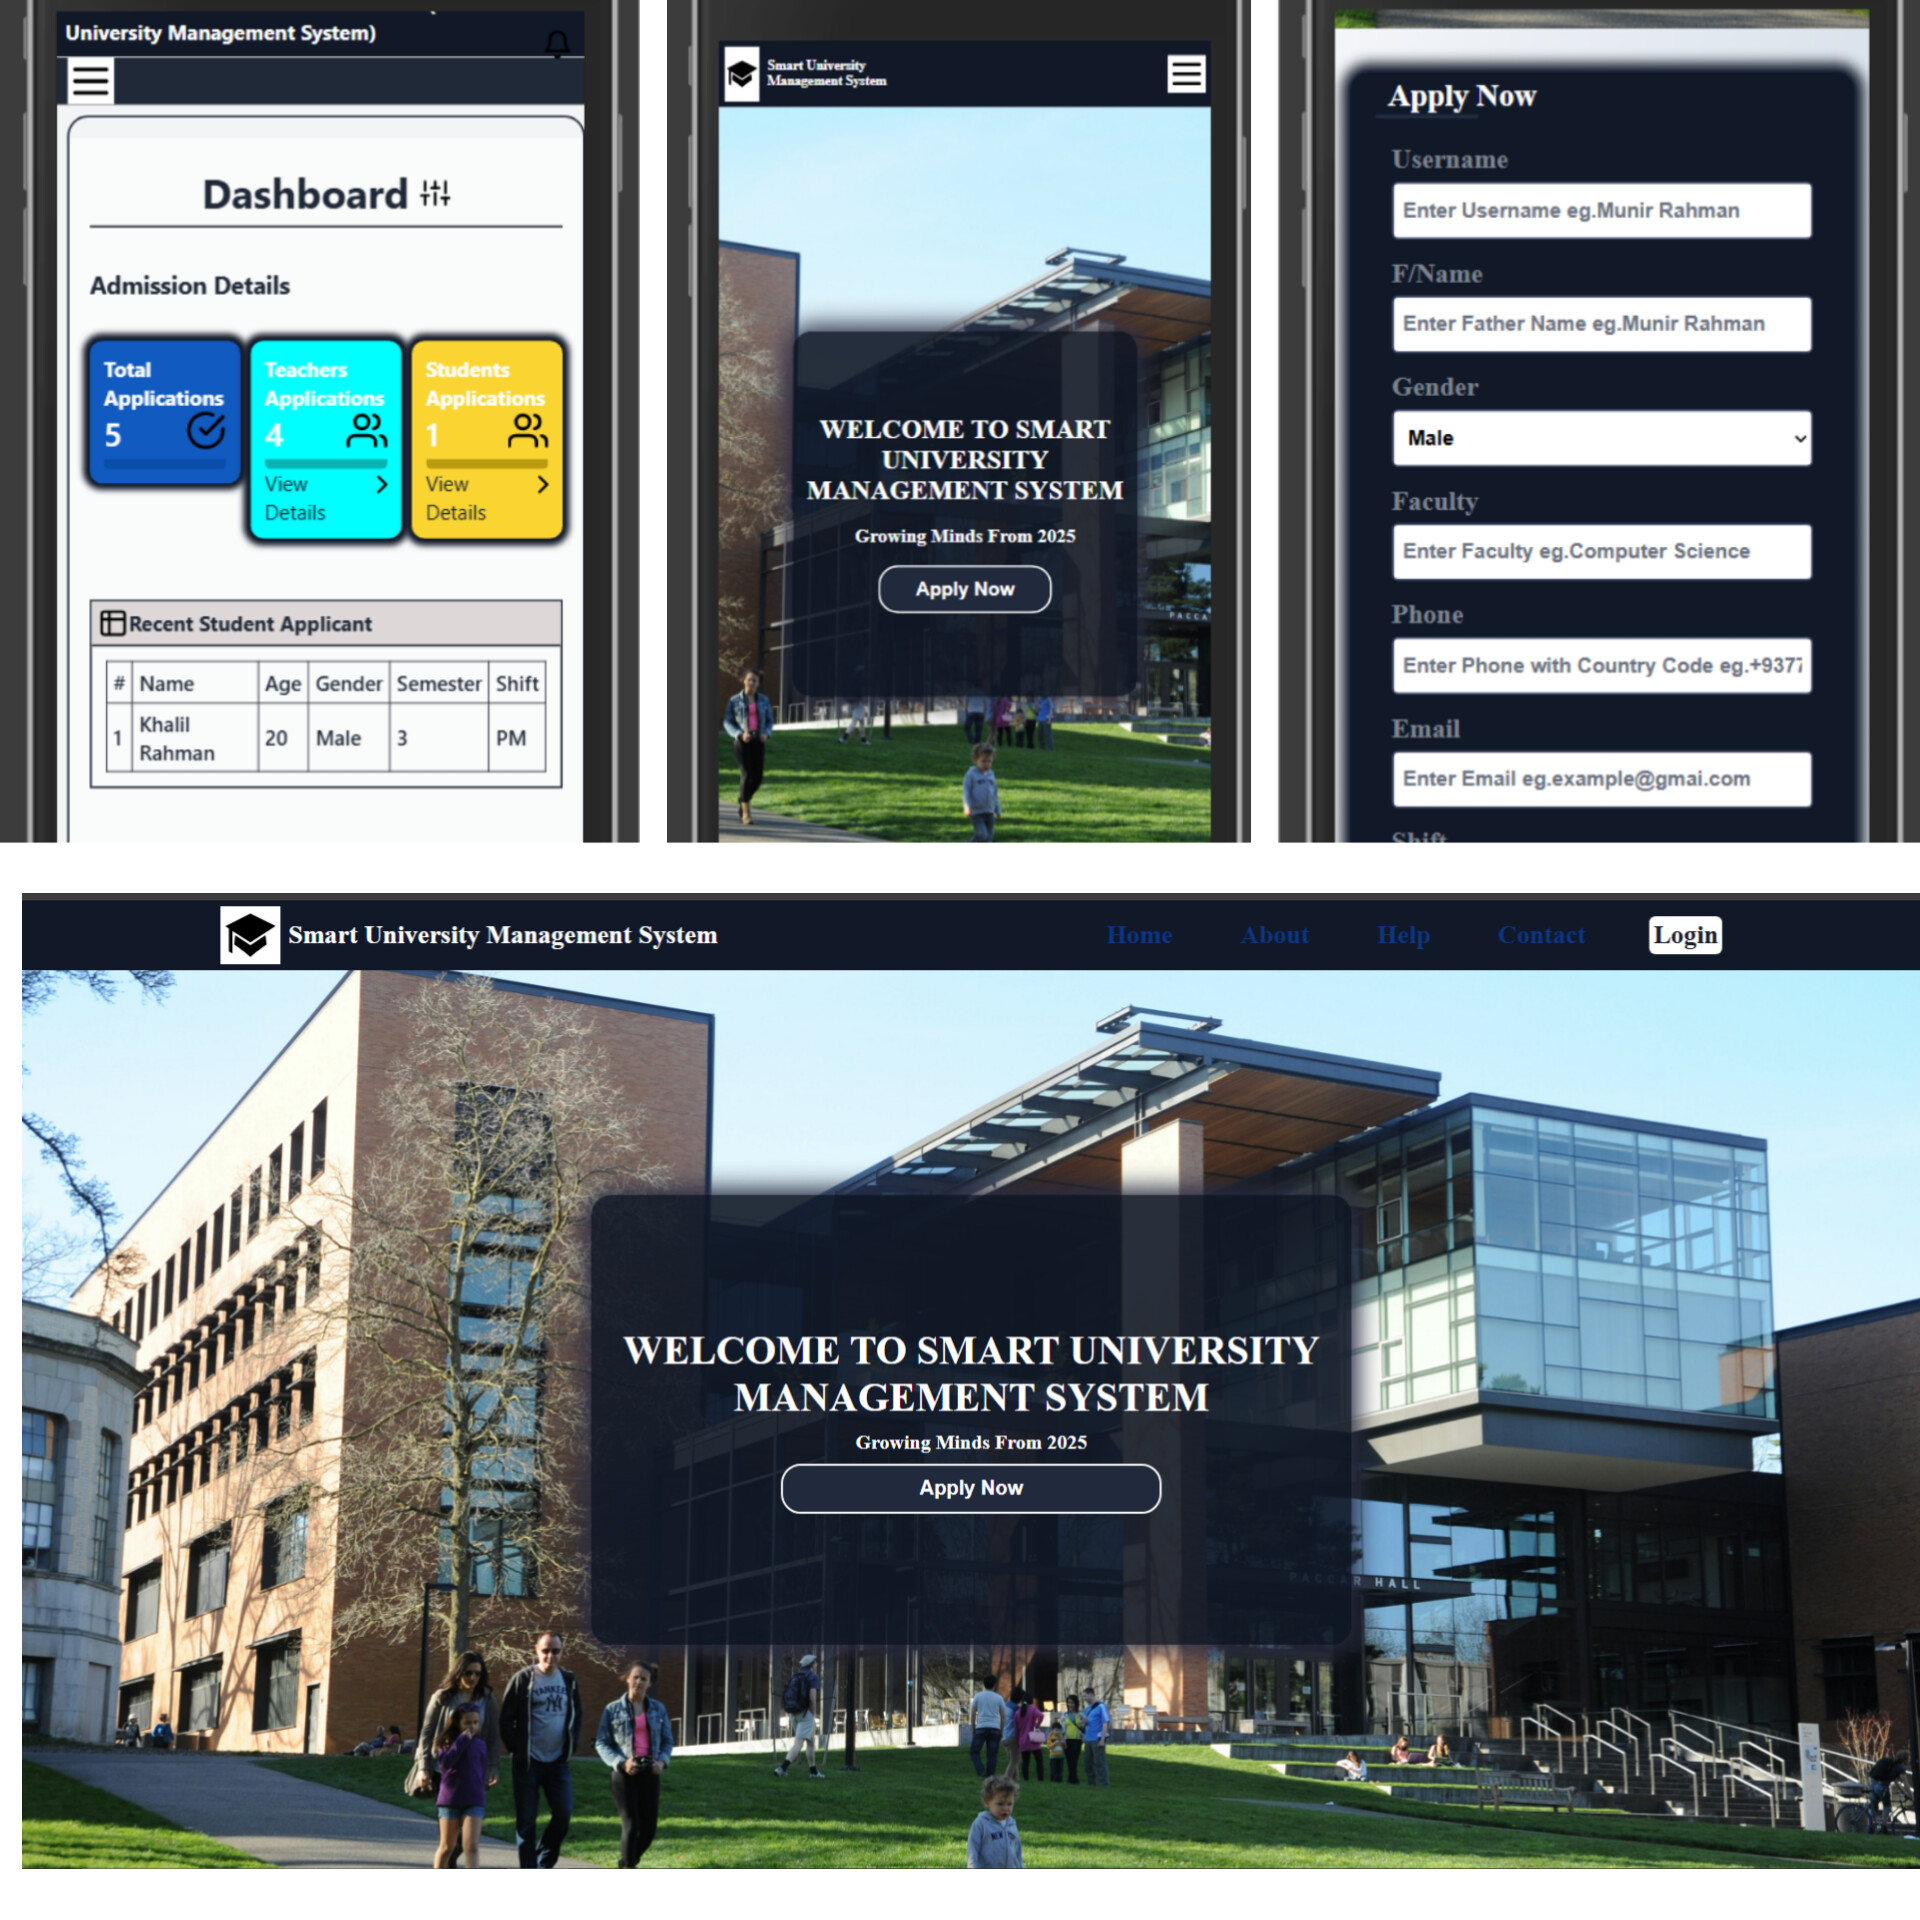 University Management System)
Dashboard
Admission Details
Total
Applications
5
Teachers
Applications
4
View
Details
Students
Applications
1
View
Details
Recent Student Applicant
# Name Age Gender Semester Shift
1 Khalil Rahman 20 Male 3 PM
Smart University
Management System
WELCOME TO SMART
UNIVERSITY
MANAGEMENT SYSTEM
Growing Minds From 2025
Apply Now
PACCA
Apply Now
Username
Enter Username eg.Munir Rahman
F/Name
Enter Father Name eg.Munir Rahman
Gender
Male
Faculty
Enter Faculty eg.Computer Science
Phone
Enter Phone with Country Code eg.+9377
Email
Enter Email eg.example@gmai.com
Shift
Smart University Management System
Home About Help Contact Login
WELCOME TO SMART UNIVERSITY
MANAGEMENT SYSTEM
Growing Minds From 2025
Apply Now
PACCAR HALL
YANKEES
NY